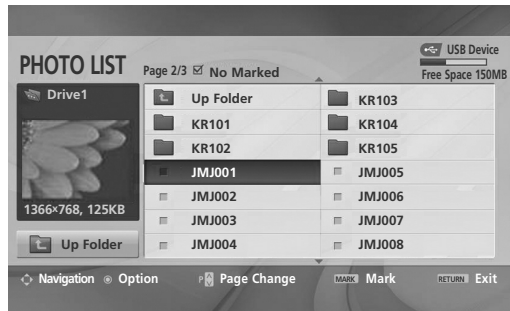 USB Device
PHOTO LIST
Page 2/3 No Marked
Free Space 150MB
Drive1
1366×768, 125KB
Up Folder
Up Folder KR103
KR101 KR104
KR102 KR105
JMJ001 JMJ005
JMJ002 JMJ006
JMJ003 JMJ007
JMJ004 JMJ008
Navigation Option P Page Change MARK Mark RETURN Exit